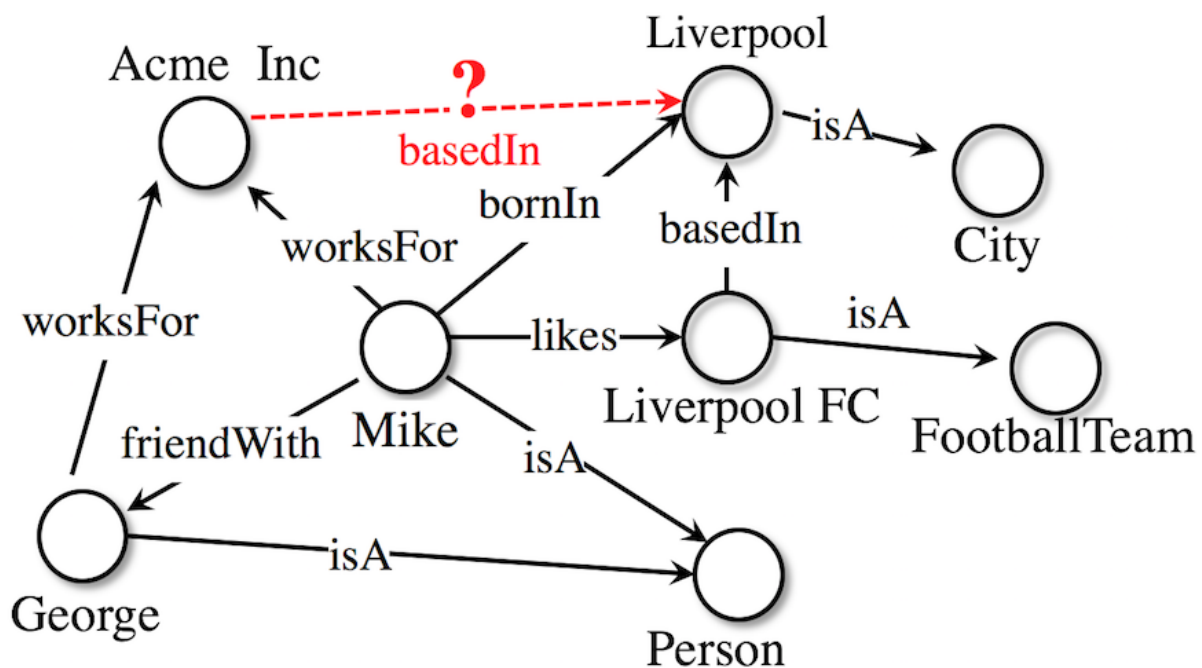 Liverpool
Acme Inc
?
isA
basedIn
bornIn
basedIn
City
worksFor
worksFor
likes
isA
Liverpool FC
Mike
FootballTeam
friendWith
isA
isA
George
Person